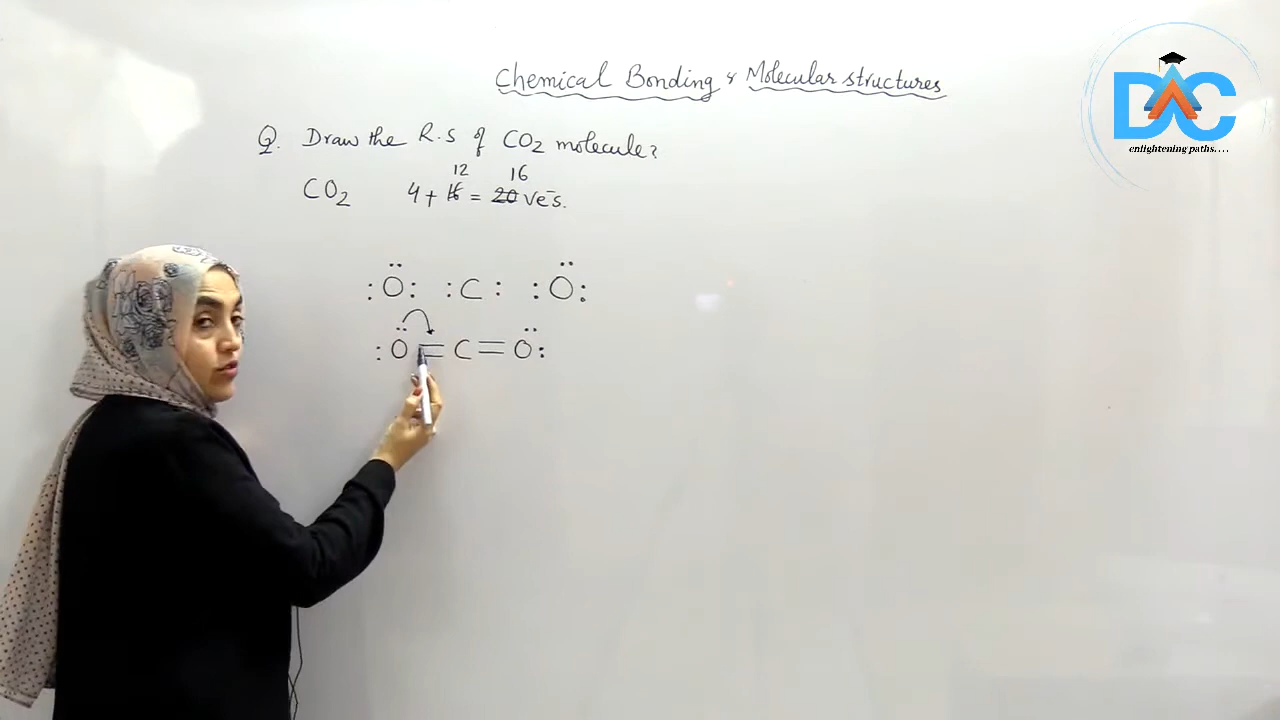 Chemical Bonding & Molecular structures
DAC
enlightening paths....
Q. Draw the R.S of CO2 molecule?
12 16
CO2 4 + 16 = 20 ve-s.
:Ö: :C: :Ö:
:Ö=C=Ö: